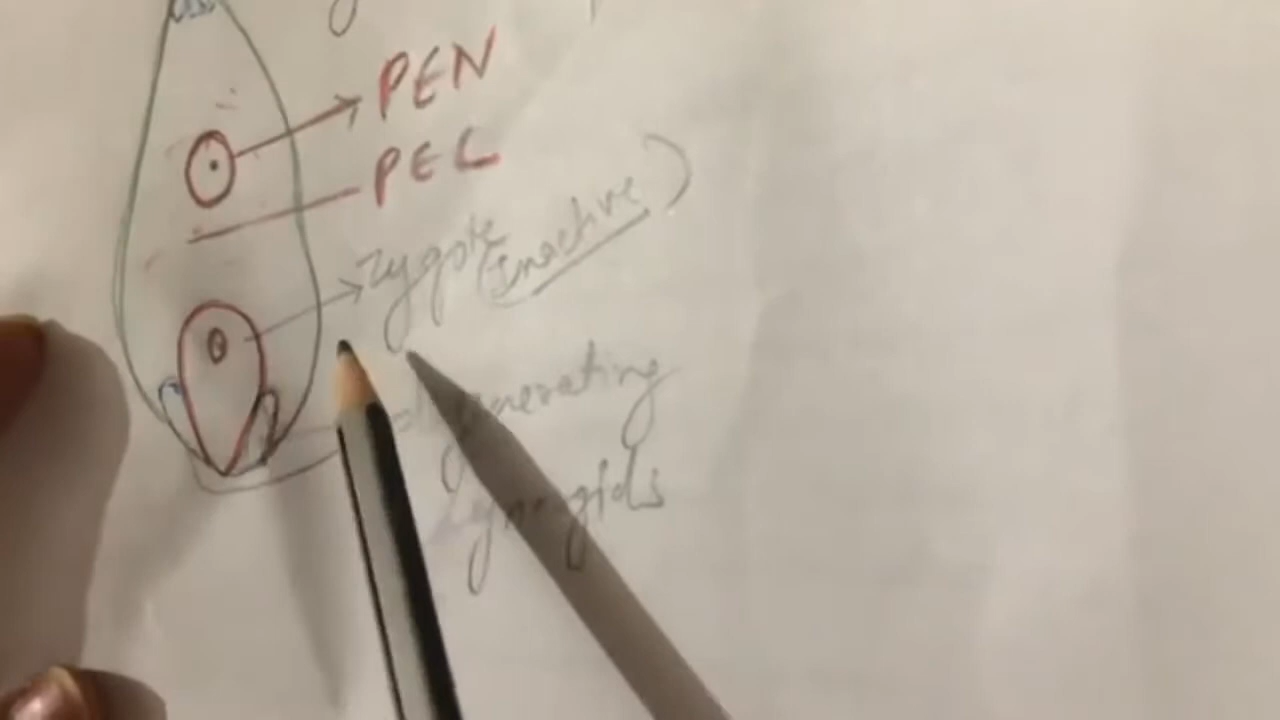 PEN
PEC
zygote
(Inactive)
degenerating
synergids